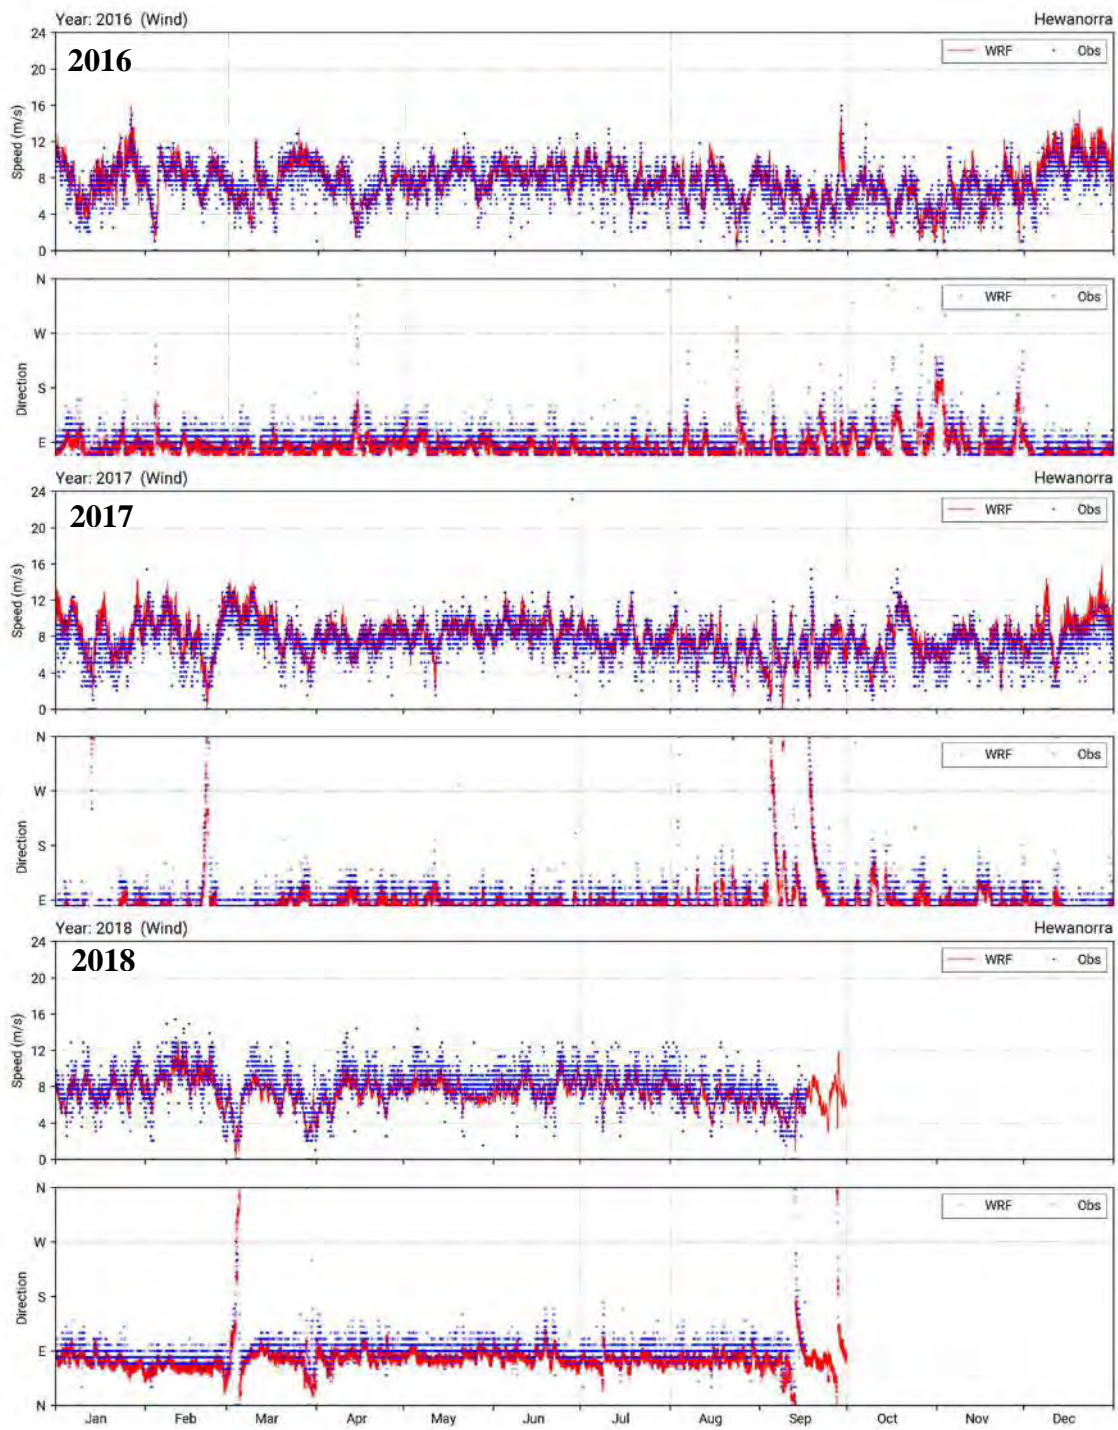 Year: 2016 (Wind) Hewanorra
24
2016
WRF Obs
20
16
12
8
4
0
Speed (m/s)
N
WRF Obs
W
S
E
Direction
Year: 2017 (Wind) Hewanorra
24
2017
WRF Obs
20
16
12
8
4
0
Speed (m/s)
N
WRF Obs
W
S
E
Direction
Year: 2018 (Wind) Hewanorra
24
2018
WRF Obs
20
16
12
8
4
0
Speed (m/s)
N
WRF Obs
W
S
E
N
Direction
Jan Feb Mar Apr May Jun Jul Aug Sep Oct Nov Dec